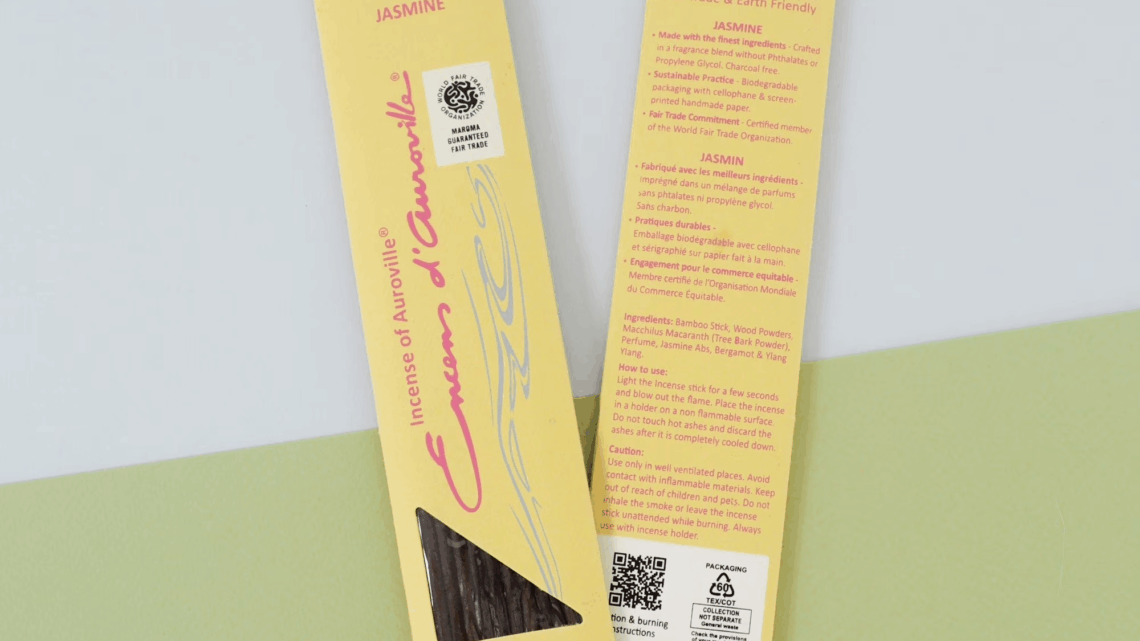 JASMINE
WORLD FAIR TRADE ORGANIZATION
MAROMA
GUARANTEED
FAIR TRADE
Incense of Auroville®
Encens d'Auroville®
& Earth Friendly
JASMINE
• Made with the finest ingredients - Crafted
in a fragrance blend without Phthalates or
Propylene Glycol. Charcoal free.
• Sustainable Practice - Biodegradable
packaging with cellophane & screen-
printed handmade paper.
• Fair Trade Commitment - Certified member
of the World Fair Trade Organization.
JASMIN
• Fabriqué avec les meilleurs ingrédients -
imprégné dans un mélange de parfums
sans phtalates ni propylène glycol.
Sans charbon.
• Pratiques durables -
Emballage biodégradable avec cellophane
et sérigraphié sur papier fait à la main.
• Engagement pour le commerce equitable -
Membre certifié de l'Organisation Mondiale
du Commerce Équitable.
Ingredients: Bamboo Stick, Wood Powders,
Macchilus Macaranth (Tree Bark Powder),
Perfume, Jasmine Abs, Bergamot & Ylang
Ylang.
How to use:
Light the Incense stick for a few seconds
and blow out the flame. Place the incense
in a holder on a non flammable surface.
Do not touch hot ashes and discard the
ashes after it is completely cooled down.
Caution:
Use only in well ventilated places. Avoid
contact with inflammable materials. Keep
out of reach of children and pets. Do not
inhale the smoke or leave the incense
stick unattended while burning. Always
use with incense holder.
tion & burning
nstructions
PACKAGING
60
TEX/COT
COLLECTION
NOT SEPARATE
General waste
Check the provisions